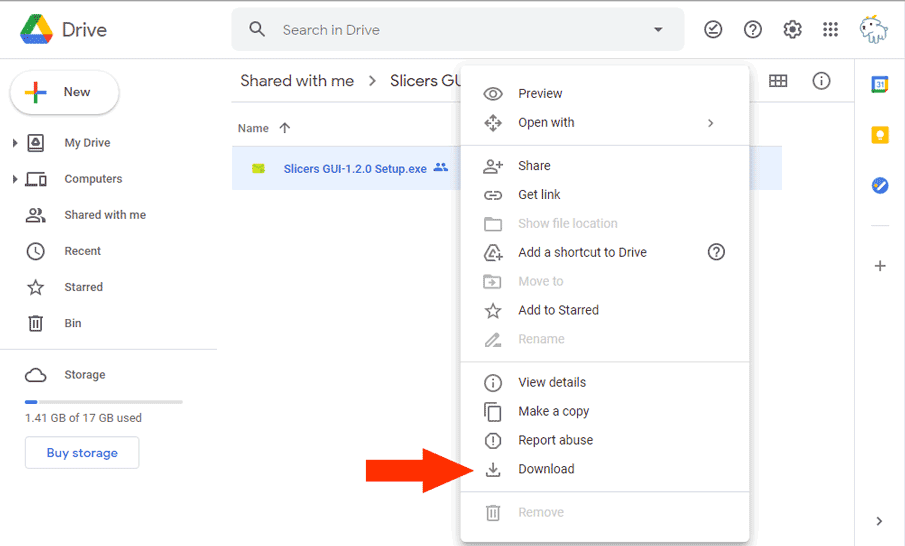 Drive
Search in Drive
New
My Drive
Computers
Shared with me
Recent
Starred
Bin
Storage
1.41 GB of 17 GB used
Buy storage
Shared with me > Slicers GU
Name
Slicers GUI-1.2.0 Setup.exe
Preview
Open with
Share
Get link
Show file location
Add a shortcut to Drive
Move to
Add to Starred
Rename
View details
Make a copy
Report abuse
Download
Remove
31